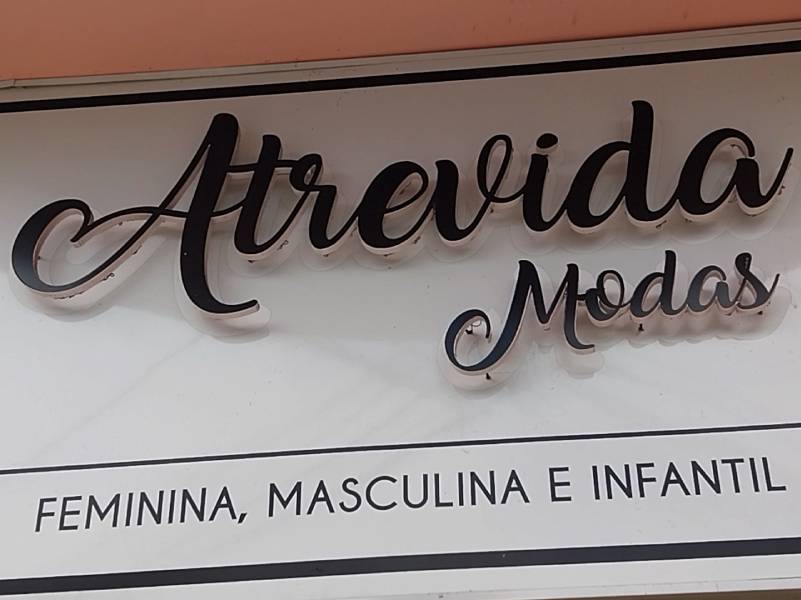 Atrevida
Modas
FEMININA, MASCULINA E INFANTIL